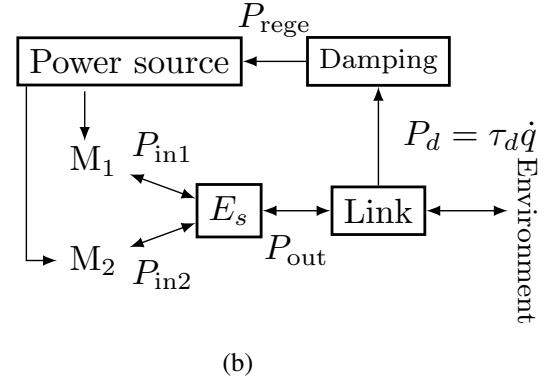 P_rege
Power source
Damping
P_d = τ_d q̇
M_1
P_in1
E_s
Link
Environment
P_out
M_2
P_in2
(b)